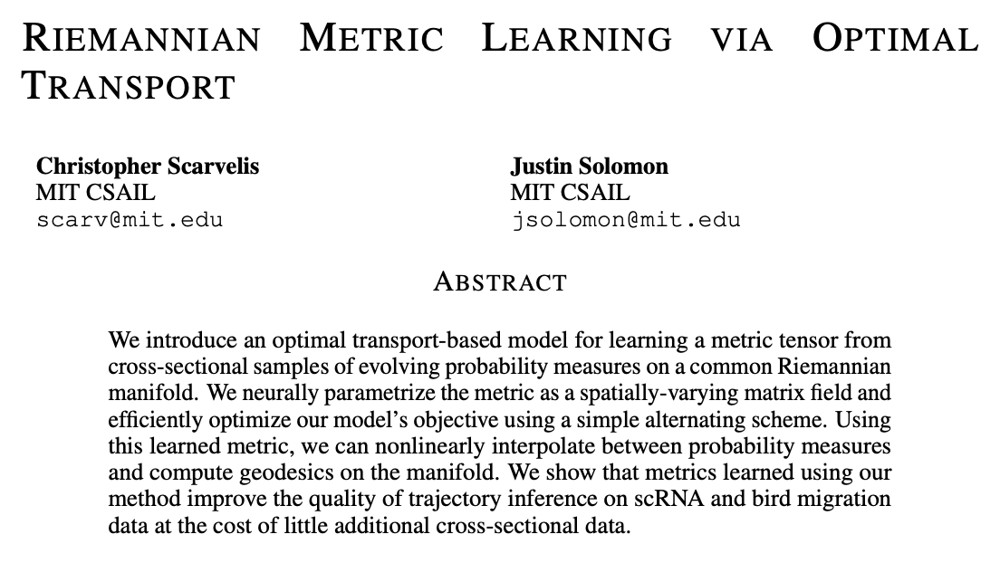 RIEMANNIAN METRIC LEARNING VIA OPTIMAL
TRANSPORT
Christopher Scarvelis
MIT CSAIL
scarv@mit.edu
Justin Solomon
MIT CSAIL
jsolomon@mit.edu
ABSTRACT
We introduce an optimal transport-based model for learning a metric tensor from
cross-sectional samples of evolving probability measures on a common Riemannian
manifold. We neurally parametrize the metric as a spatially-varying matrix field and
efficiently optimize our model's objective using a simple alternating scheme. Using
this learned metric, we can nonlinearly interpolate between probability measures
and compute geodesics on the manifold. We show that metrics learned using our
method improve the quality of trajectory inference on scRNA and bird migration
data at the cost of little additional cross-sectional data.